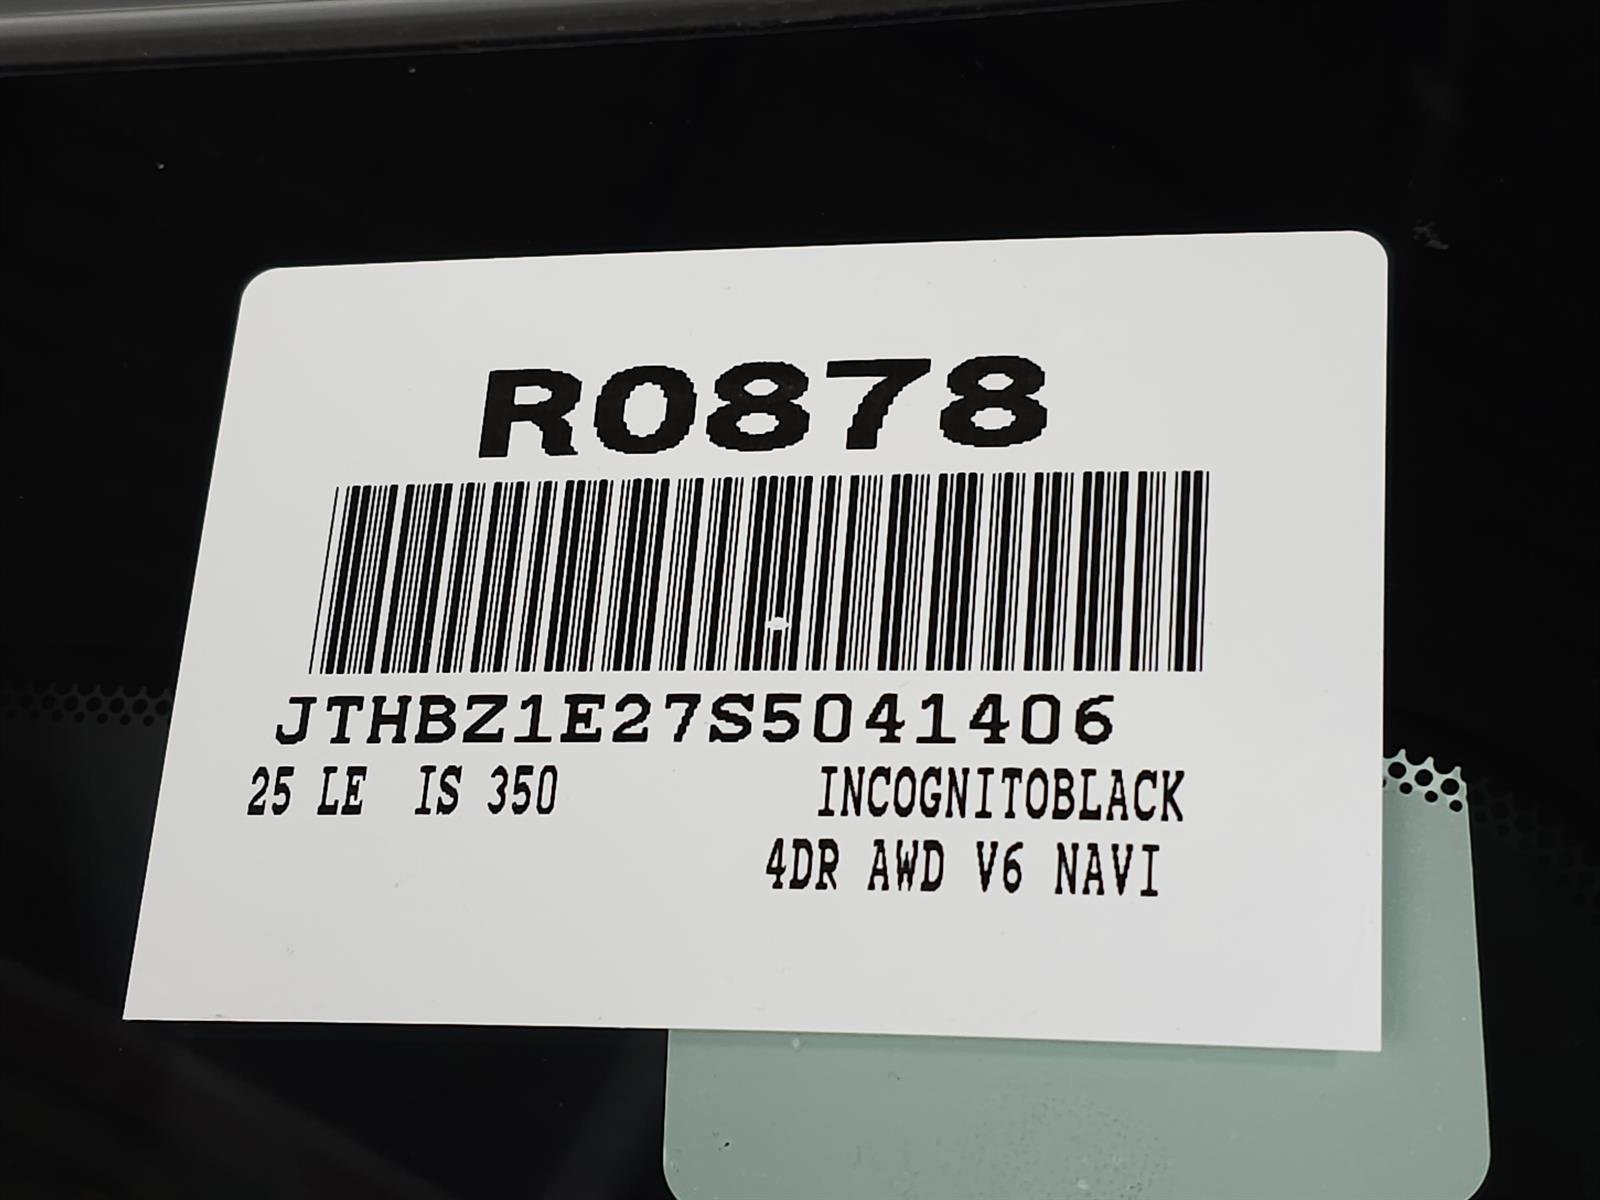 R0878
JTHBZ1E27S5041406
25 LE IS 350 INCOGNITOBLACK
4DR AWD V6 NAVI